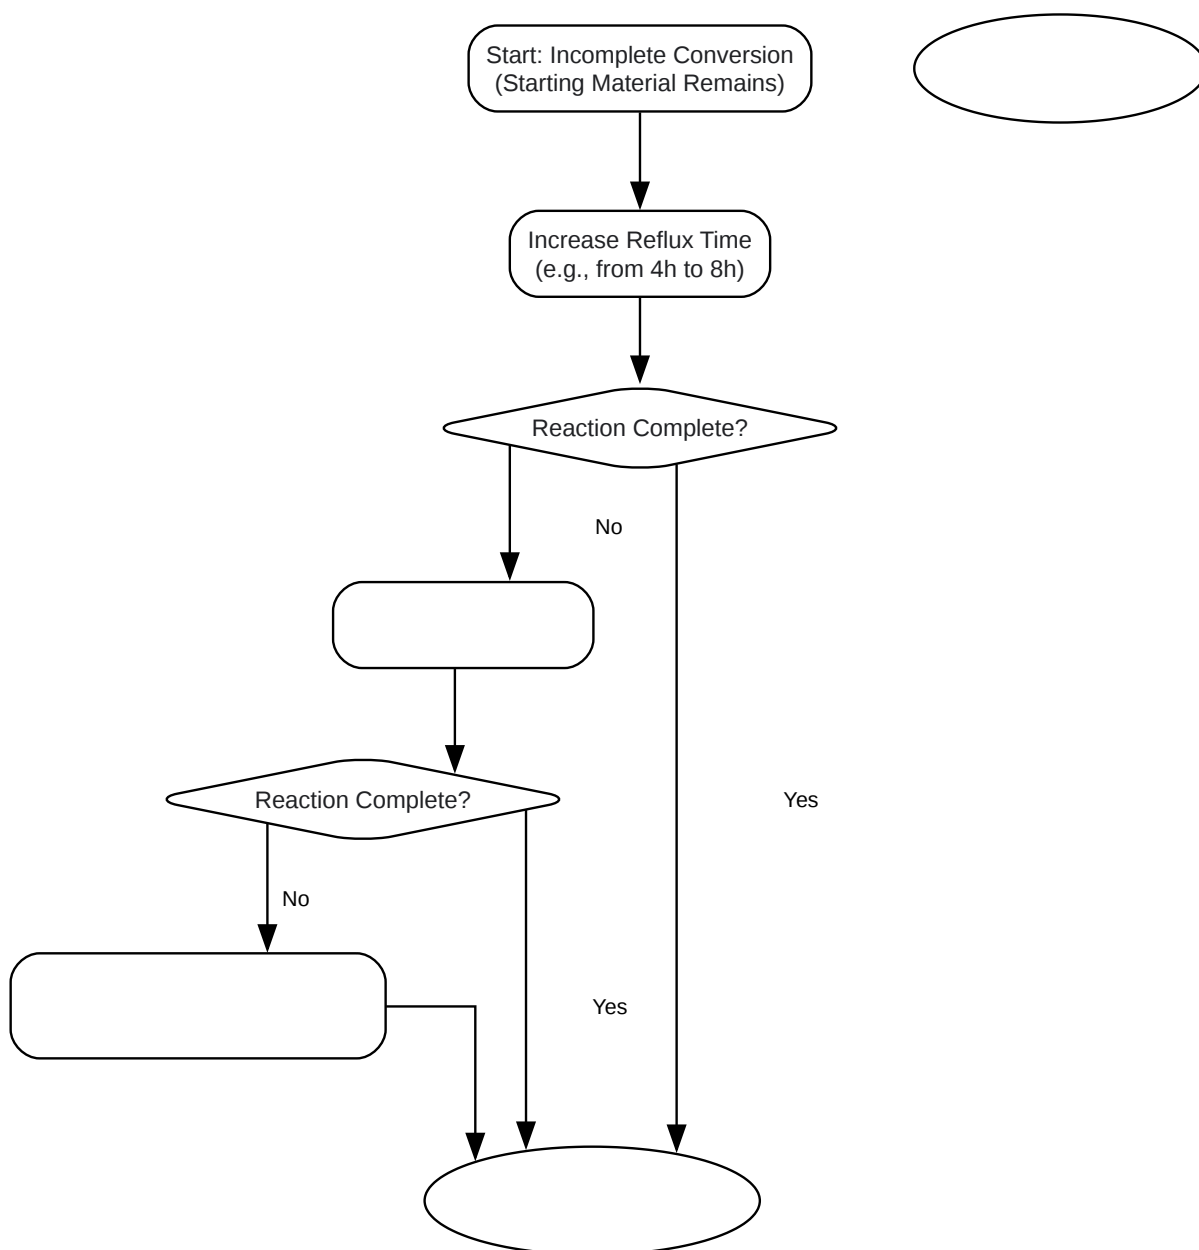 Start: Incomplete Conversion
(Starting Material Remains)
Increase Reflux Time
(e.g., from 4h to 8h)
Reaction Complete?
No
Reaction Complete?
Yes
No
Yes